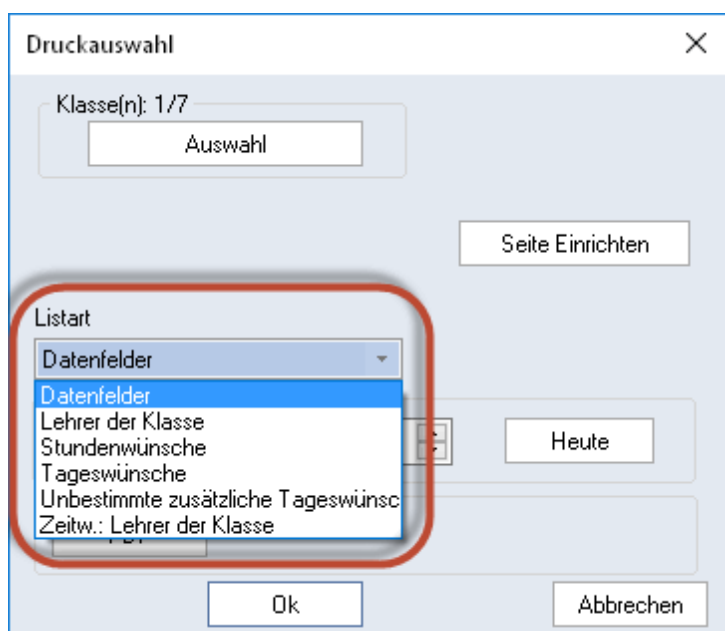 Druckauswahl
Klasse(n): 1/7
Auswahl
Seite Einrichten
Listart
Datenfelder
Datenfelder
Lehrer der Klasse
Stundenwünsche
Tageswünsche
Unbestimmte zusätzliche Tageswünsc
Zeitw.: Lehrer der Klasse
Heute
Ok
Abbrechen